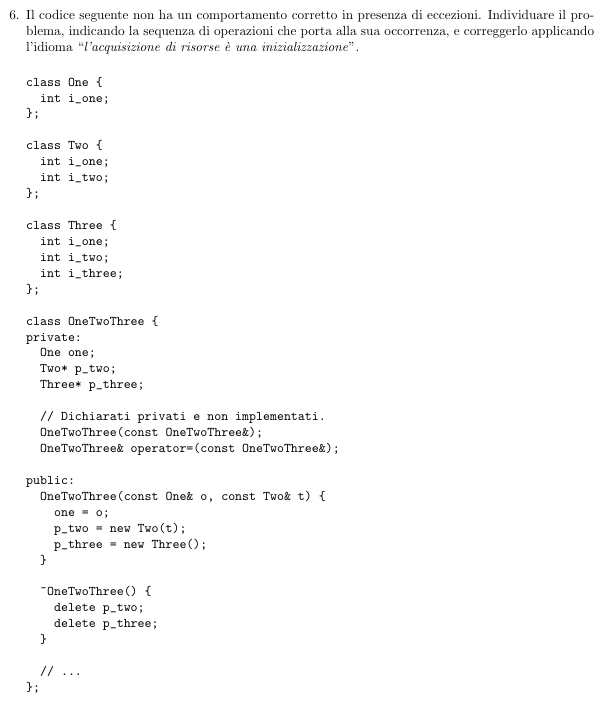 6. Il codice seguente non ha un comportamento corretto in presenza di eccezioni. Individuare il pro-
blema, indicando la sequenza di operazioni che porta alla sua occorrenza, e correggerlo applicando
l'idioma “l'acquisizione di risorse è una inizializzazione”.
class One {
  int i_one;
};
class Two {
  int i_one;
  int i_two;
};
class Three {
  int i_one;
  int i_two;
  int i_three;
};
class OneTwoThree {
private:
  One one;
  Two* p_two;
  Three* p_three;
  // Dichiarati privati e non implementati.
  OneTwoThree(const OneTwoThree&);
  OneTwoThree& operator=(const OneTwoThree&);
public:
  OneTwoThree(const One& o, const Two& t) {
    one = o;
    p_two = new Two(t);
    p_three = new Three();
  }
  ~OneTwoThree() {
    delete p_two;
    delete p_three;
  }
  // ...
};